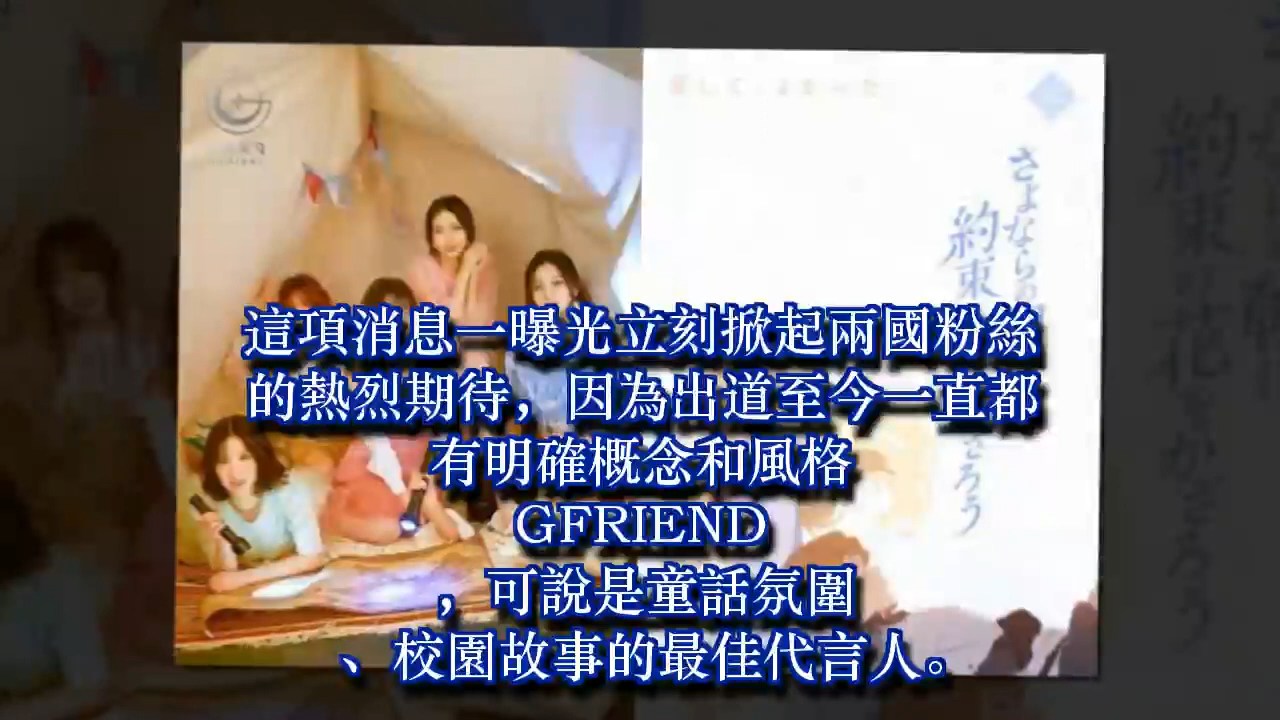 這項消息一曝光立刻掀起兩國粉絲
的熱烈期待，因為出道至今一直都
有明確概念和風格
GFRIEND
，可說是童話氛圍
、校園故事的最佳代言人。
さよなら
約束
ざろう